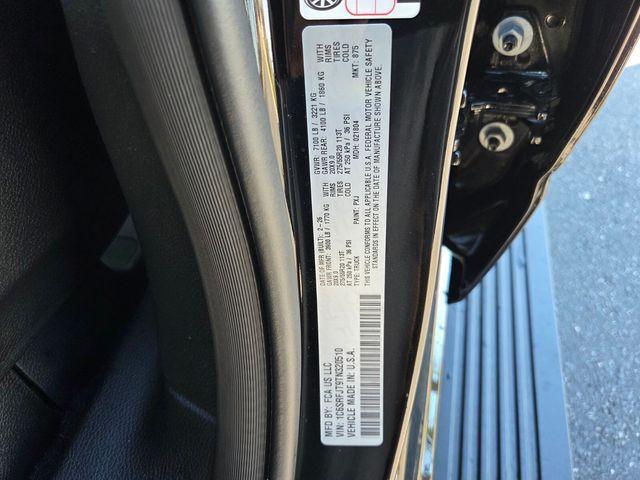 MFD BY: FCA US LLC
VIN: 1C6SRFJT9TN320510
VEHICLE MADE IN: U.S.A.
DATE OF MFR (BUILT): 2-26 GVWR: 7100 LB / 3221 KG
GAWR FRONT: 3900 LB / 1770 KG WITH GAWR REAR: 4100 LB / 1860 KG WITH
20X9.0 RIMS 20X9.0 RIMS
275/55R20 113T TIRES 275/55R20 113T TIRES
AT 250 kPa / 36 PSI COLD AT 250 kPa / 36 PSI COLD
TYPE: TRUCK PAINT: PXJ MDH: 021804 MKT: 875
THIS VEHICLE CONFORMS TO ALL APPLICABLE U.S.A. FEDERAL MOTOR VEHICLE SAFETY
STANDARDS IN EFFECT ON THE DATE OF MANUFACTURE SHOWN ABOVE.